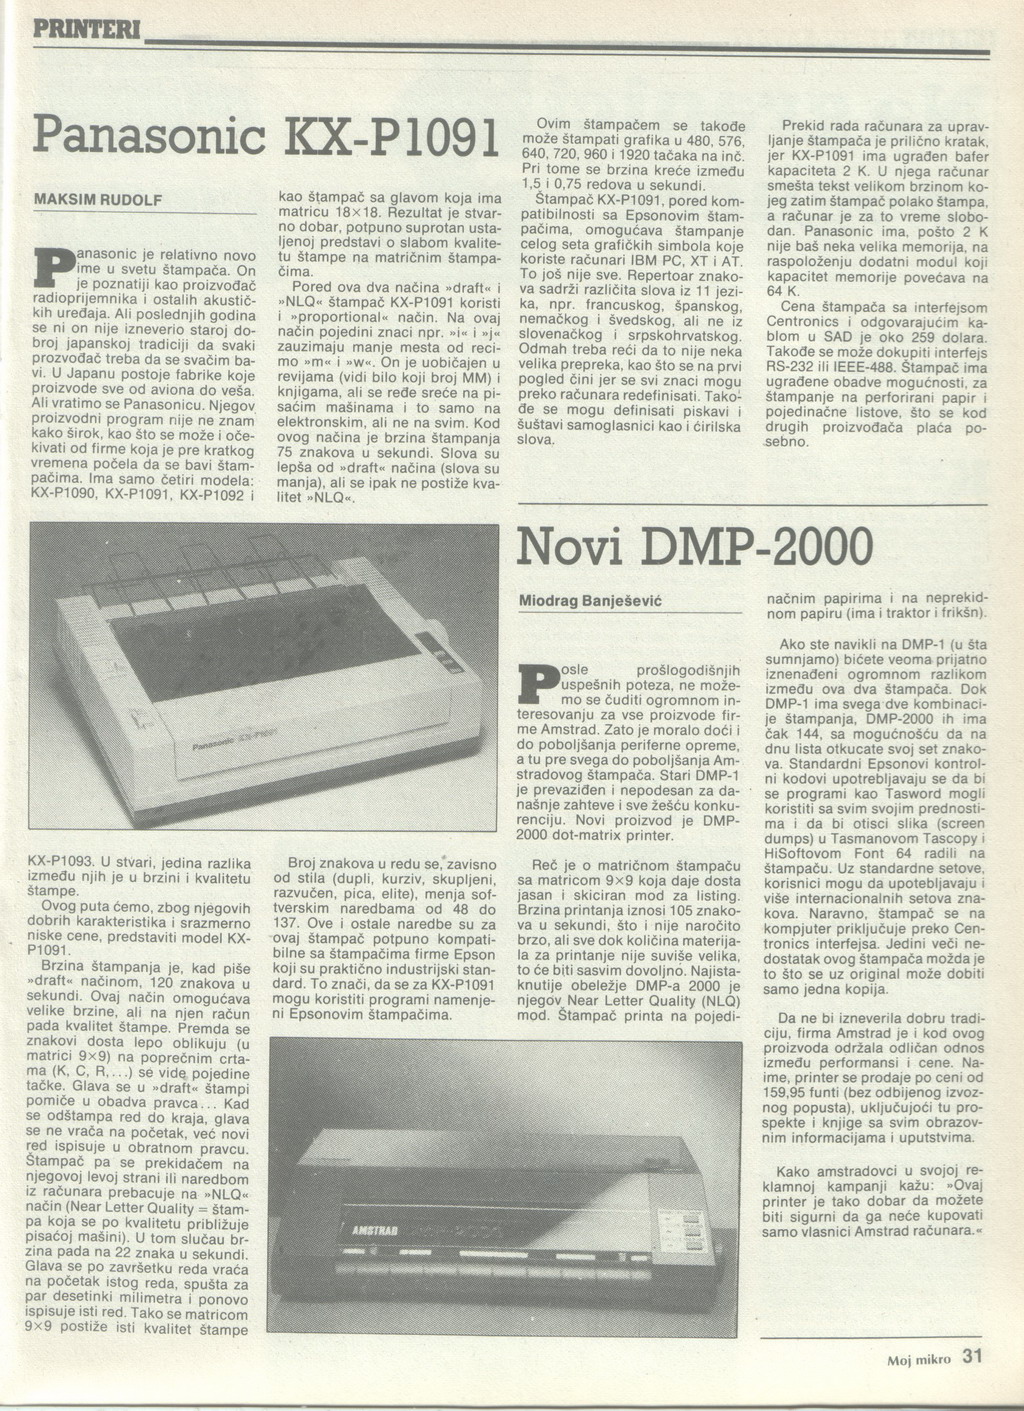 PRINTERI
Panasonic KX-P1091
MAKSIM RUDOLF
Panasonic je relativno novo
ime u svetu štampača. On
je poznatiji kao proizvođač
radioprijemnika i ostalih akustič-
kih uređaja. Ali poslednjih godina
se ni on nije izneverio staroj do-
broj japanskoj tradiciji da svaki
prozvođač treba da se svačim ba-
vi. U Japanu postoje fabrike koje
proizvode sve od aviona do veša.
Ali vratimo se Panasonicu. Njegov
proizvodni program nije ne znam
kako širok, kao što se može i oče-
kivati od firme koja je pre kratkog
vremena počela da se bavi štam-
pačima. Ima samo četiri modela:
KX-P1090, KX-P1091, KX-P1092 i
KX-P1093. U stvari, jedina razlika
između njih je u brzini i kvalitetu
štampe.
Ovog puta ćemo, zbog njegovih
dobrih karakteristika i srazmerno
niske cene, predstaviti model KX-
P1091.
Brzina štampanja je, kad piše
»draft« načinom, 120 znakova u
sekundi. Ovaj način omogućava
velike brzine, ali na njen račun
pada kvalitet štampe. Premda se
znakovi dosta lepo oblikuju (u
matrici 9×9) na poprečnim crta-
ma (K, C, R,...) se vide pojedine
tačke. Glava se u »draft« štampi
pomiče u obadva pravca... Kad
se odštampa red do kraja, glava
se ne vrača na početak, već novi
red ispisuje u obratnom pravcu.
Štampač pa se prekidačem na
njegovoj levoj strani ili naredbom
iz računara prebacuje na »NLQ«
način (Near Letter Quality = štam-
pa koja se po kvalitetu približuje
pisaćoj mašini). U tom slučau br-
zina pada na 22 znaka u sekundi.
Glava se po završetku reda vraća
na početak istog reda, spušta za
par desetinki milimetra i ponovo
ispisuje isti red. Tako se matricom
9×9 postiže isti kvalitet štampe
kao štampač sa glavom koja ima
matricu 18×18. Rezultat je stvar-
no dobar, potpuno suprotan usta-
ljenoj predstavi o slabom kvalite-
tu štampe na matričnim štampa-
čima.
Pored ova dva načina »draft« i
»NLQ« štampač KX-P1091 koristi
i »proportional« način. Na ovaj
način pojedini znaci npr. »i« i »j«
zauzimaju manje mesta od reci-
mo »m« i »w«. On je uobičajen u
revijama (vidi bilo koji broj MM) i
knjigama, ali se ređe sreće na pi-
saćim mašinama i to samo na
elektronskim, ali ne na svim. Kod
ovog načina je brzina štampanja
75 znakova u sekundi. Slova su
lepša od »draft« načina (slova su
manja), ali se ipak ne postiže kva-
litet »NLQ«.
Panasonic KX-P1091
Broj znakova u redu se, zavisno
od stila (dupli, kurziv, skupljeni,
razvučen, pica, elite), menja sof-
tverskim naredbama od 48 do
137. Ove i ostale naredbe su za
ovaj štampač potpuno kompati-
bilne sa štampačima firme Epson
koji su praktično industrijski stan-
dard. To znači, da se za KX-P1091
mogu koristiti programi namenje-
ni Epsonovim štampačima.
Ovim štampačem se takođe
može štampati grafika u 480, 576,
640, 720, 960 i 1920 tačaka na inč.
Pri tome se brzina kreće između
1,5 i 0,75 redova u sekundi.
Štampač KX-P1091, pored kom-
patibilnosti sa Epsonovim štam-
pačima, omogućava štampanje
celog seta grafičkih simbola koje
koriste računari IBM PC, XT i AT.
To još nije sve. Repertoar znako-
va sadrži različita slova iz 11 jezi-
ka, npr. francuskog, španskog,
nemačkog i švedskog, ali ne iz
slovenačkog i srpskohrvatskog.
Odmah treba reći da to nije neka
velika prepreka, kao što se na prvi
pogled čini jer se svi znaci mogu
preko računara redefinisati. Tako-
đe se mogu definisati piskavi i
šuštavi samoglasnici kao i ćirilska
slova.
Prekid rada računara za uprav-
ljanje štampača je prilično kratak,
jer KX-P1091 ima ugrađen bafer
kapaciteta 2 K. U njega računar
smešta tekst velikom brzinom ko-
jeg zatim štampač polako štampa,
a računar je za to vreme slobo-
dan. Panasonic ima, pošto 2 K
nije baš neka velika memorija, na
raspoloženju dodatni modul koji
kapacitet memorije povećava na
64 K.
Cena štampača sa interfejsom
Centronics i odgovarajućim ka-
blom u SAD je oko 259 dolara.
Takođe se može dokupiti interfejs
RS-232 ili IEEE-488. Štampač ima
ugrađene obadve mogućnosti, za
štampanje na perforirani papir i
pojedinačne listove, što se kod
drugih proizvođača plaća po-
sebno.
Novi DMP-2000
Miodrag Banješević
Posle prošlogodišnjih
uspešnih poteza, ne može-
mo se čuditi ogromnom in-
teresovanju za vse proizvode fir-
me Amstrad. Zato je moralo doći i
do poboljšanja periferne opreme,
a tu pre svega do poboljšanja Am-
stradovog štampača. Stari DMP-1
je prevaziđen i nepodesan za da-
našnje zahteve i sve žešću konku-
renciju. Novi proizvod je DMP-
2000 dot-matrix printer.
Reč je o matričnom štampaču
sa matricom 9×9 koja daje dosta
jasan i skiciran mod za listing.
Brzina printanja iznosi 105 znako-
va u sekundi, što i nije naročito
brzo, ali sve dok količina materija-
la za printanje nije suviše velika,
to će biti sasvim dovoljno. Najista-
knutije obeležje DMP-a 2000 je
njegov Near Letter Quality (NLQ)
mod. Štampač printa na pojedi-
načnim papirima i na neprekid-
nom papiru (ima i traktor i frikšn).
Ako ste navikli na DMP-1 (u šta
sumnjamo) bićete veoma prijatno
iznenađeni ogromnom razlikom
između ova dva štampača. Dok
DMP-1 ima svega dve kombinaci-
je štampanja, DMP-2000 ih ima
čak 144, sa mogućnošću da na
dnu lista otkucate svoj set znako-
va. Standardni Epsonovi kontrol-
ni kodovi upotrebljavaju se da bi
se programi kao Tasword mogli
koristiti sa svim svojim prednosti-
ma i da bi otisci slika (screen
dumps) u Tasmanovom Tascopy i
HiSoftovom Font 64 radili na
štampaču. Uz standardne setove,
korisnici mogu da upotebljavaju i
više internacionalnih setova zna-
kova. Naravno, štampač se na
kompjuter priključuje preko Cen-
tronics interfejsa. Jedini veči ne-
dostatak ovog štampača možda je
to što se uz original može dobiti
samo jedna kopija.
Da ne bi izneverila dobru tradi-
ciju, firma Amstrad je i kod ovog
proizvoda održala odličan odnos
između performansi i cene. Na-
ime, printer se prodaje po ceni od
159,95 funti (bez odbijenog izvoz-
nog popusta), uključujoći tu pro-
spekte i knjige sa svim obrazov-
nim informacijama i uputstvima.
Kako amstradovci u svojoj re-
klamnoj kampanji kažu: »Ovaj
printer je tako dobar da možete
biti sigurni da ga neće kupovati
samo vlasnici Amstrad računara.«
AMSTRAD
Moj mikro 31